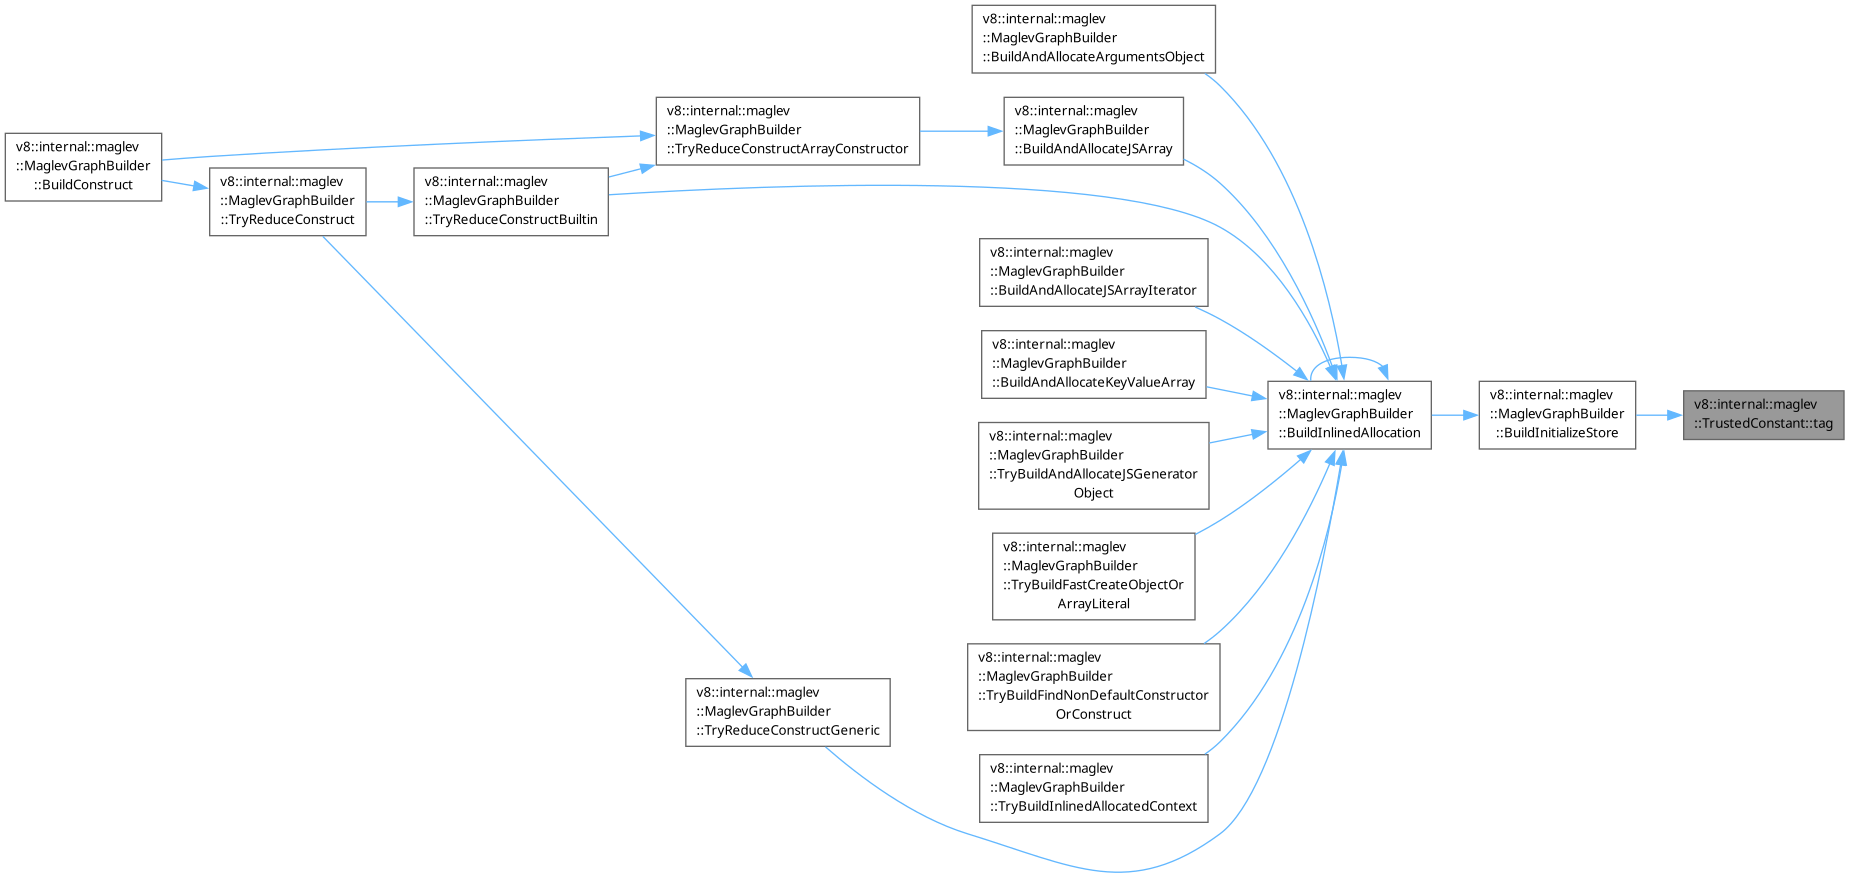 v8::internal::maglev
::MaglevGraphBuilder
::BuildAndAllocateArgumentsObject
v8::internal::maglev
::MaglevGraphBuilder
::TryReduceConstructArrayConstructor
v8::internal::maglev
::MaglevGraphBuilder
::BuildAndAllocateJSArray
v8::internal::maglev
::MaglevGraphBuilder
::BuildConstruct
v8::internal::maglev
::MaglevGraphBuilder
::TryReduceConstruct
v8::internal::maglev
::MaglevGraphBuilder
::TryReduceConstructBuiltin
v8::internal::maglev
::MaglevGraphBuilder
::BuildAndAllocateJSArrayIterator
v8::internal::maglev
::MaglevGraphBuilder
::BuildAndAllocateKeyValueArray
v8::internal::maglev
::MaglevGraphBuilder
::BuildInlinedAllocation
v8::internal::maglev
::MaglevGraphBuilder
::BuildInitializeStore
v8::internal::maglev
::TrustedConstant::tag
v8::internal::maglev
::MaglevGraphBuilder
::TryBuildAndAllocateJSGenerator
Object
v8::internal::maglev
::MaglevGraphBuilder
::TryBuildFastCreateObjectOr
ArrayLiteral
v8::internal::maglev
::MaglevGraphBuilder
::TryBuildFindNonDefaultConstructor
OrConstruct
v8::internal::maglev
::MaglevGraphBuilder
::TryReduceConstructGeneric
v8::internal::maglev
::MaglevGraphBuilder
::TryBuildInlinedAllocatedContext